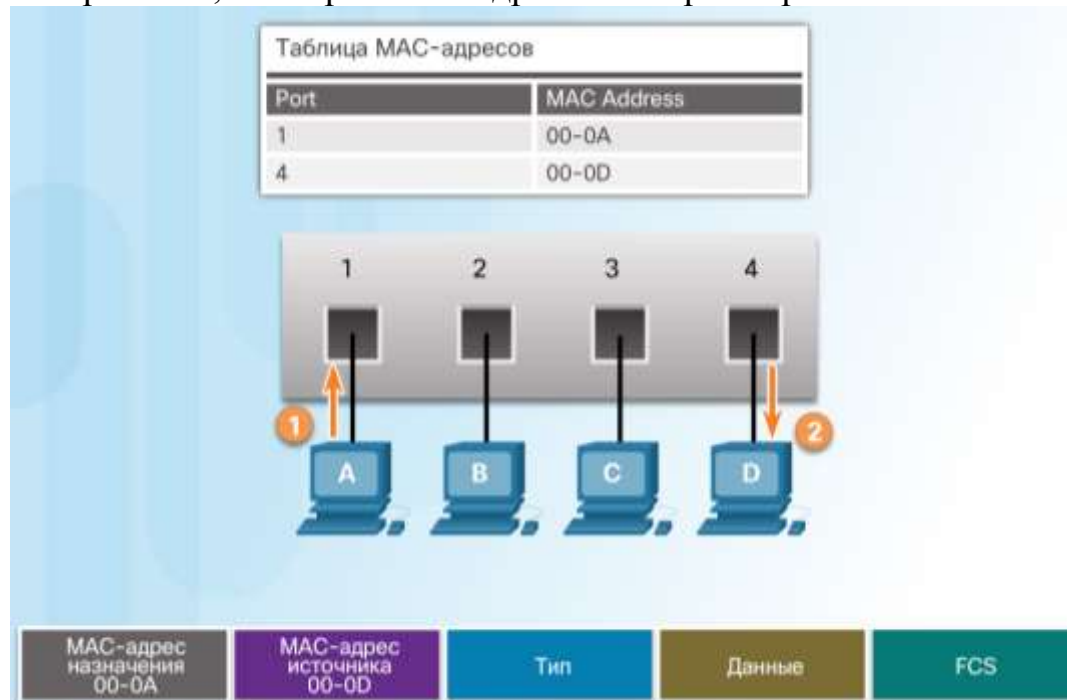 Таблица MAC-адресов
Port MAC Address
1 00-0A
4 00-0D
1 2 3 4
1 2
A B C D
MAC-адрес
назначения
00-0A
MAC-адрес
источника
00-0D
Тип
Данные
FCS